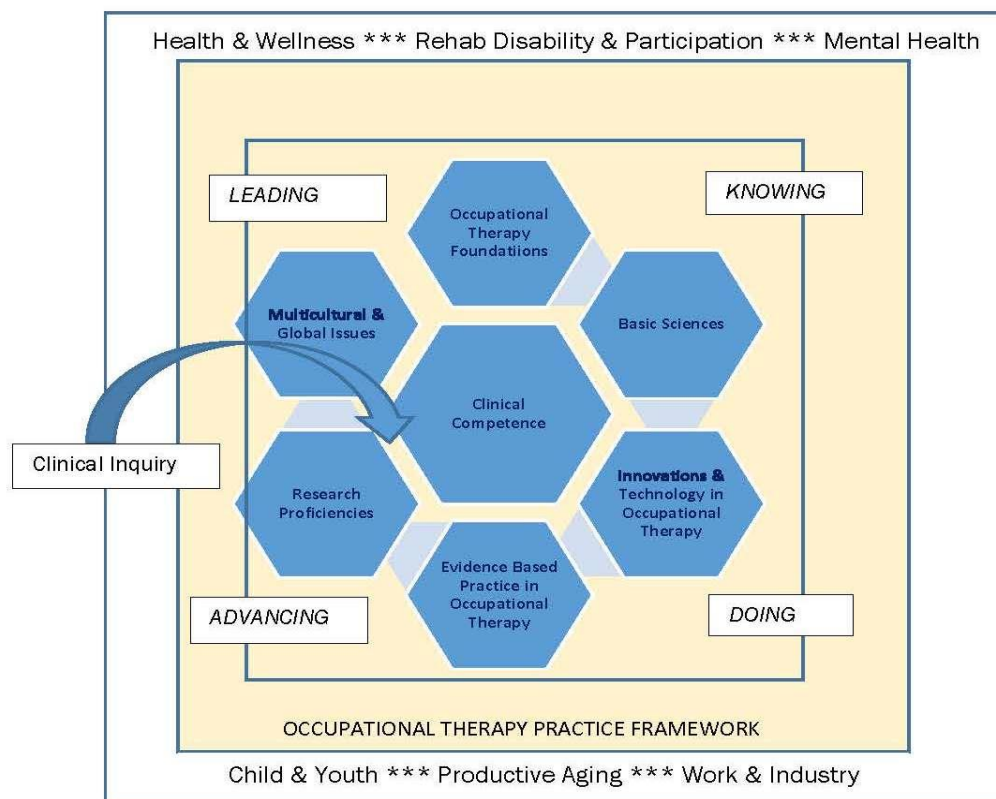 Health & Wellness *** Rehab Disability & Participation *** Mental Health
LEADING
KNOWING
Occupational
Therapy
Foundatiions
Multicultural &
Global Issues
Basic Sciences
Clinical
Competence
Clinical Inquiry
Research
Proficiencies
Innovations &
Technology in
Occupational
Therapy
Evidence Based
Practice in
Occupational
Therapy
ADVANCING
DOING
OCCUPATIONAL THERAPY PRACTICE FRAMEWORK
Child & Youth *** Productive Aging *** Work & Industry